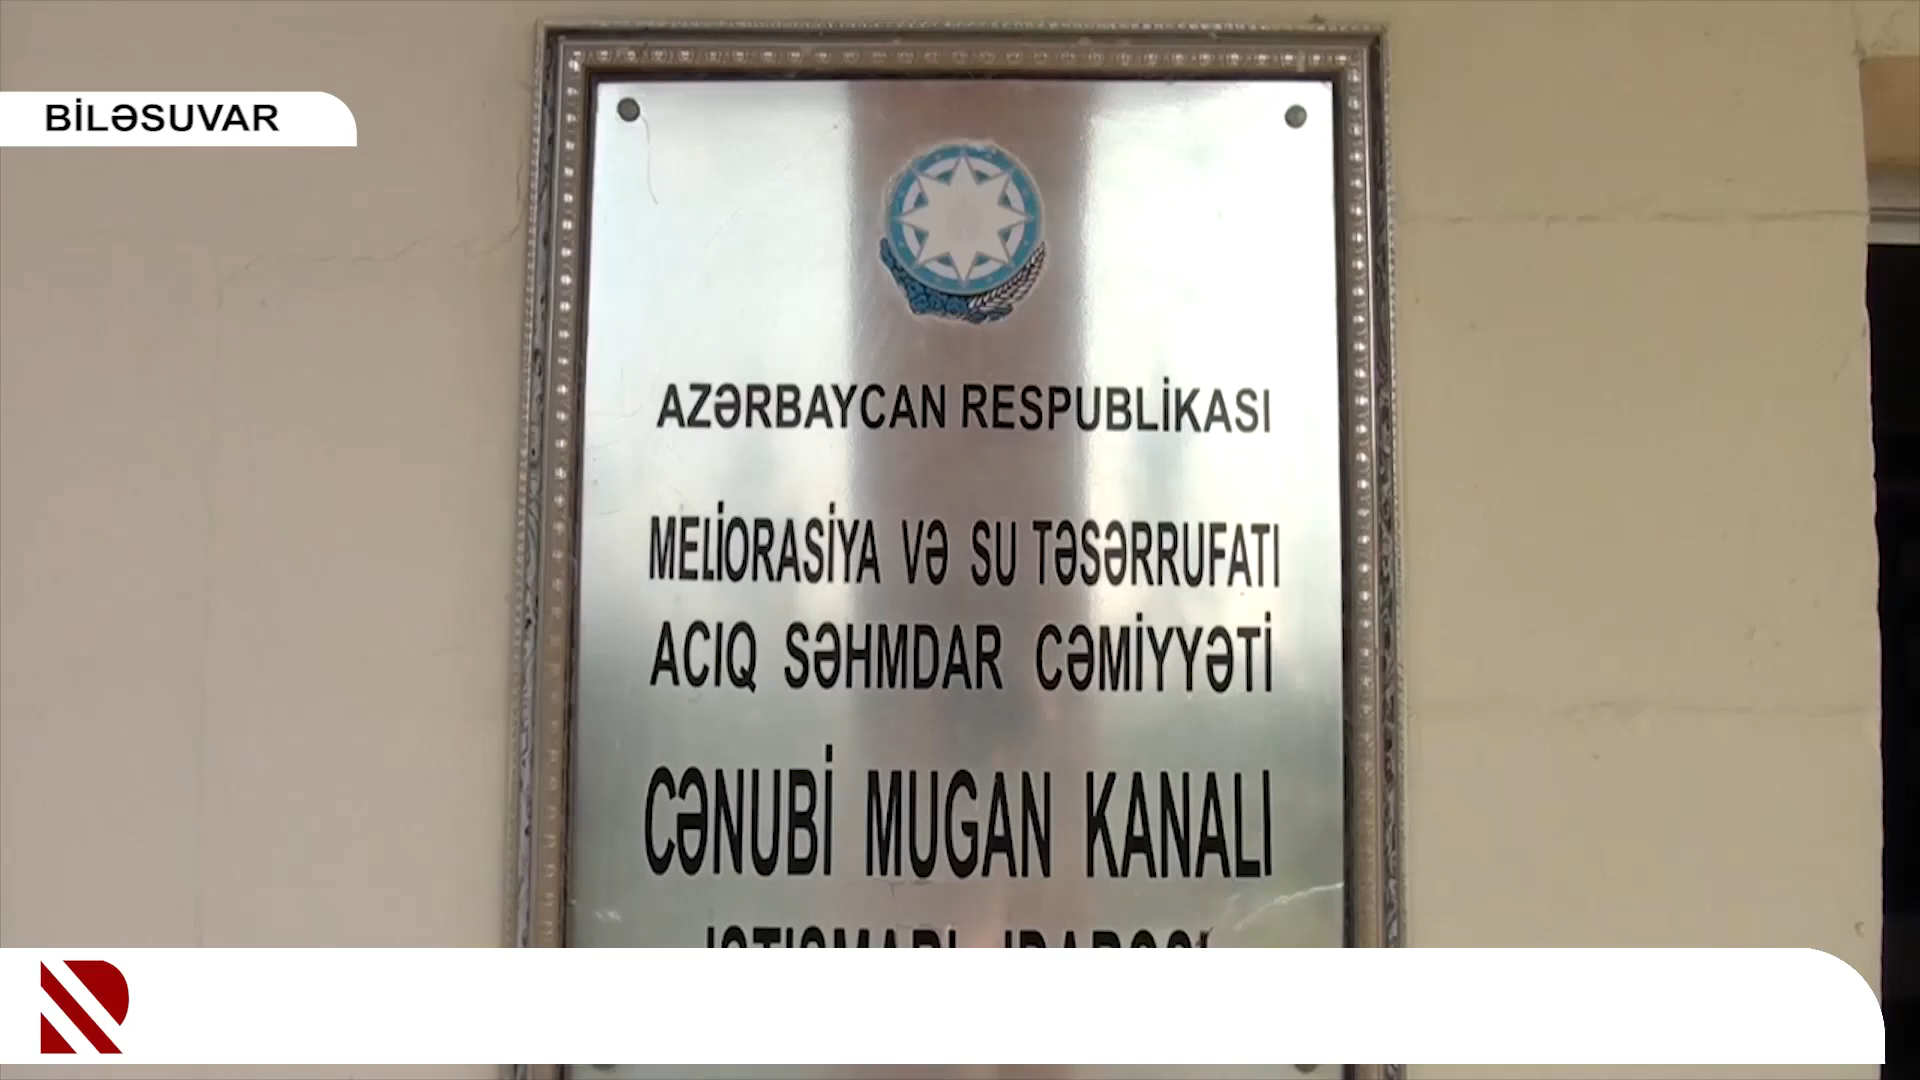 BİLƏSUVAR
AZƏRBAYCAN RESPUBLİKASI
MELİORASİYA VƏ SU TƏSƏRRUFATI
ACIQ SƏHMDAR CƏMİYYƏTİ
CƏNUBİ MUGAN KANALI